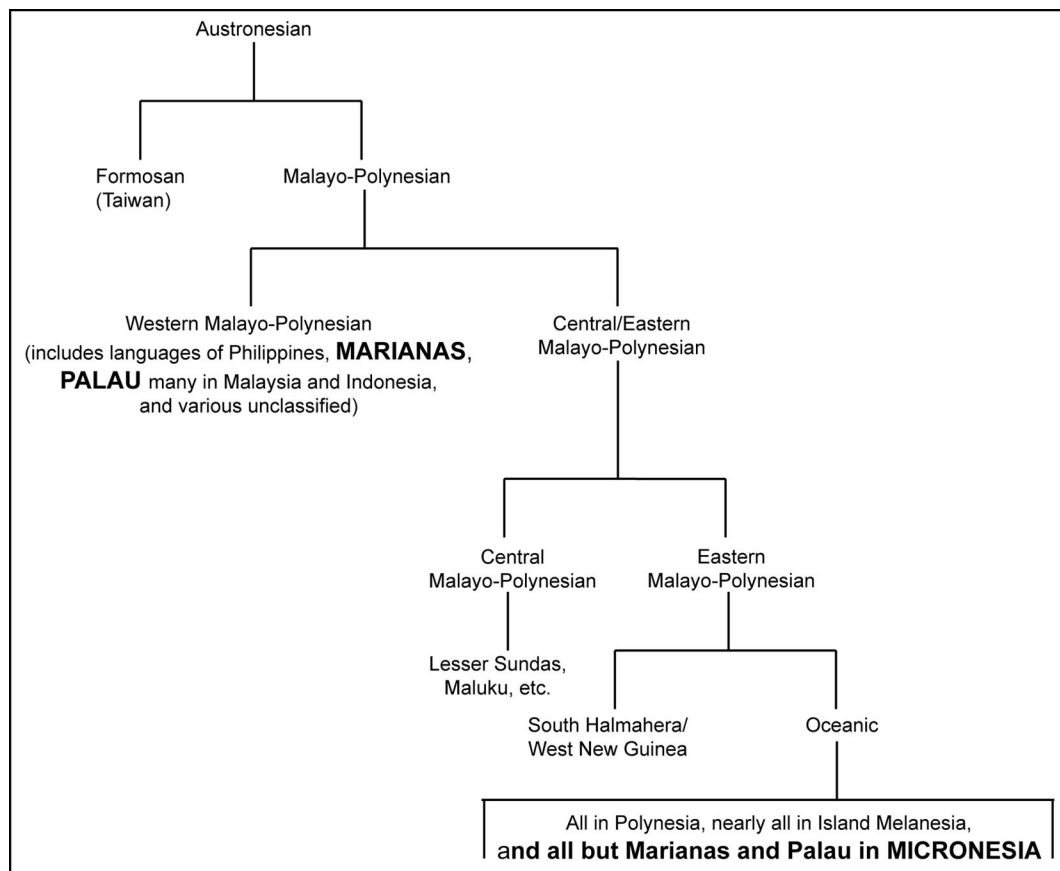 Austronesian
Formosan
(Taiwan)
Malayo-Polynesian
Western Malayo-Polynesian
(includes languages of Philippines, MARIANAS,
PALAU many in Malaysia and Indonesia,
and various unclassified)
Central/Eastern
Malayo-Polynesian
Central
Malayo-Polynesian
Eastern
Malayo-Polynesian
Lesser Sundas,
Maluku, etc.
South Halmahera/
West New Guinea
Oceanic
All in Polynesia, nearly all in Island Melanesia,
and all but Marianas and Palau in MICRONESIA